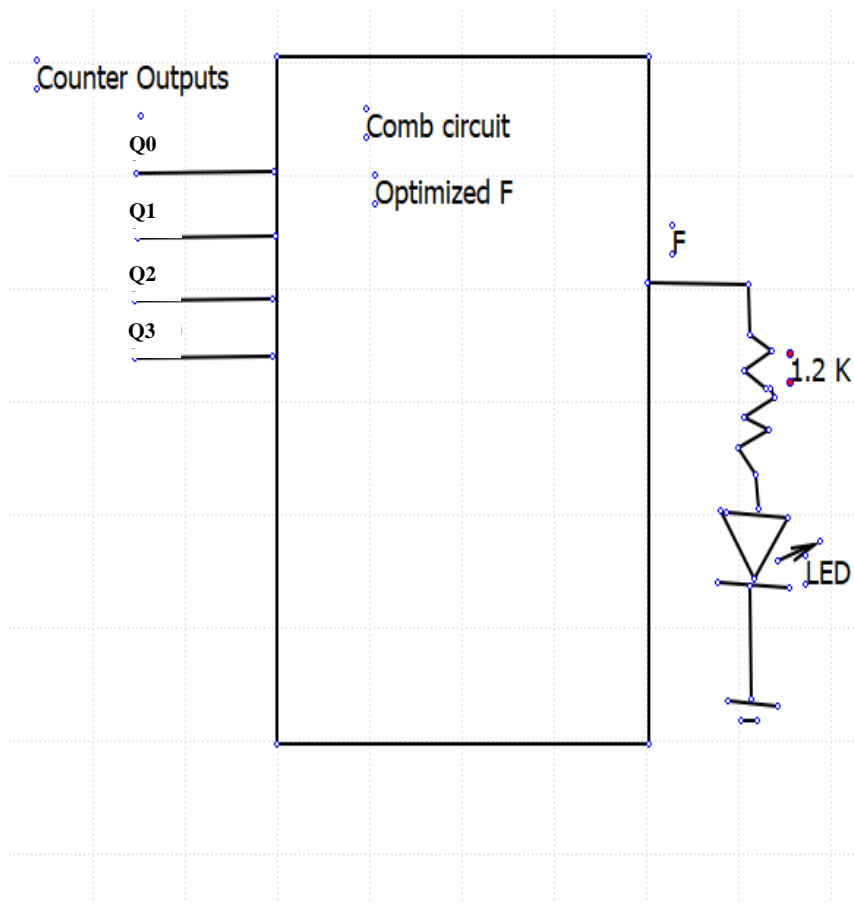 Counter Outputs
Comb circuit
Q0
Optimized F
Q1
F
Q2
Q3
1.2 K
LED